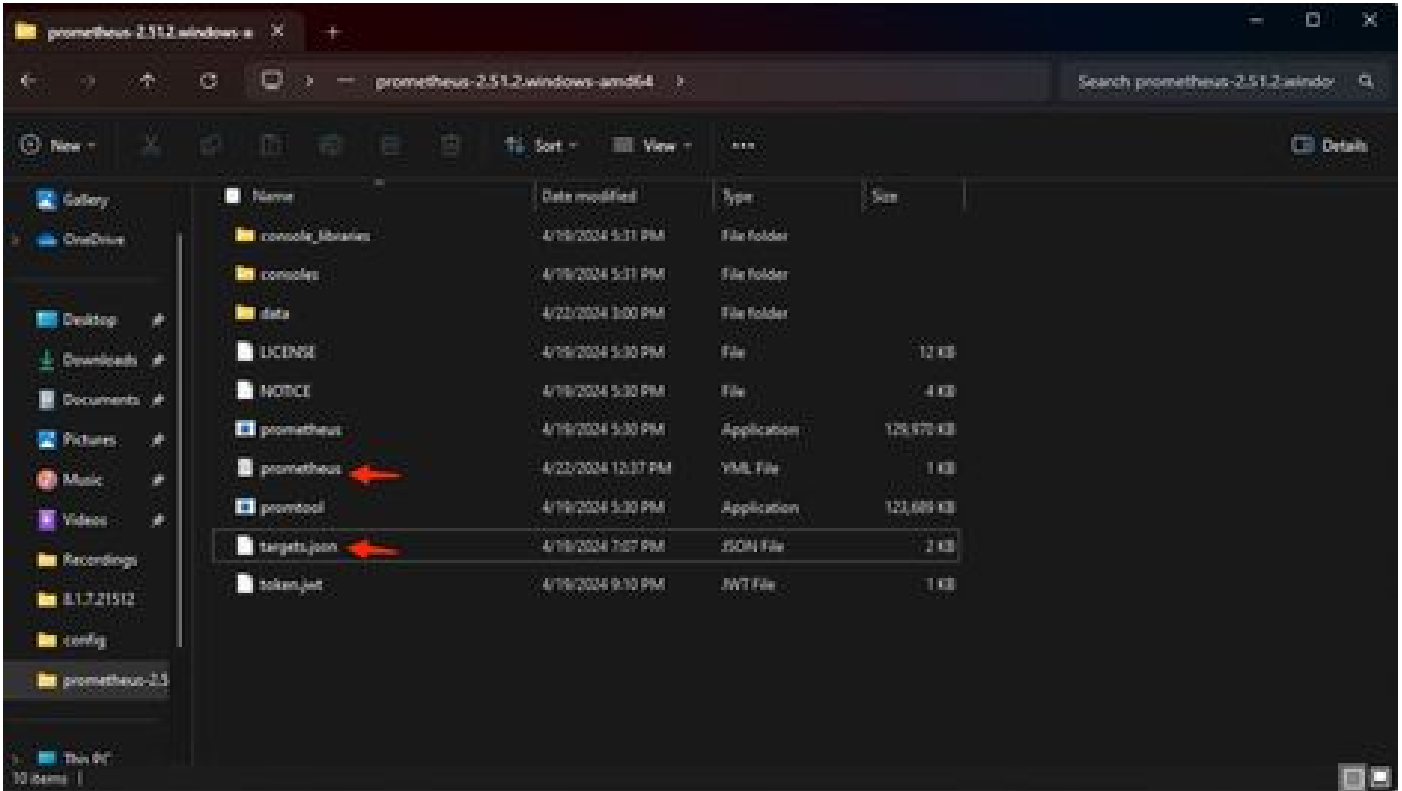 prometheus-2.51.2.windows-a
prometheus-2.51.2.windows-amd64
Search prometheus-2.51.2.window
New
Sort
View
Details
Gallery
OneDrive
Desktop
Downloads
Documents
Pictures
Music
Videos
Recordings
8.1.7.21512
config
prometheus-2.5
This PC
Name Date modified Type Size
console_libraries 4/19/2024 5:31 PM File folder
consoles 4/19/2024 5:31 PM File folder
data 4/22/2024 3:00 PM File folder
LICENSE 4/19/2024 5:30 PM File 12 KB
NOTICE 4/19/2024 5:30 PM File 4 KB
prometheus 4/19/2024 5:30 PM Application 129,970 KB
prometheus 4/22/2024 12:37 PM YML File 1 KB
promtool 4/19/2024 5:30 PM Application KB
targets.json 4/19/2024 7:07 PM JSON File 2 KB
token.jwt 4/19/2024 9:10 PM JWT File 1 KB
10 items